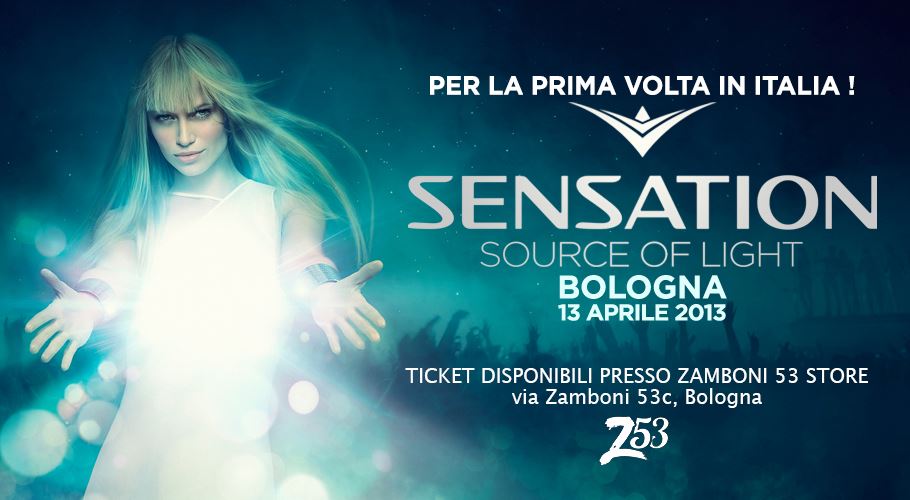 PER LA PRIMA VOLTA IN ITALIA !
SENSATION
SOURCE OF LIGHT
BOLOGNA
13 APRILE 2013
TICKET DISPONIBILI PRESSO ZAMBONI 53 STORE
via Zamboni 53c, Bologna
Z53